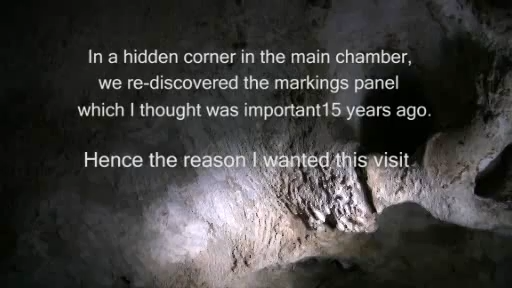 In a hidden corner in the main chamber,
we re-discovered the markings panel
which I thought was important15 years ago.
Hence the reason I wanted this visit